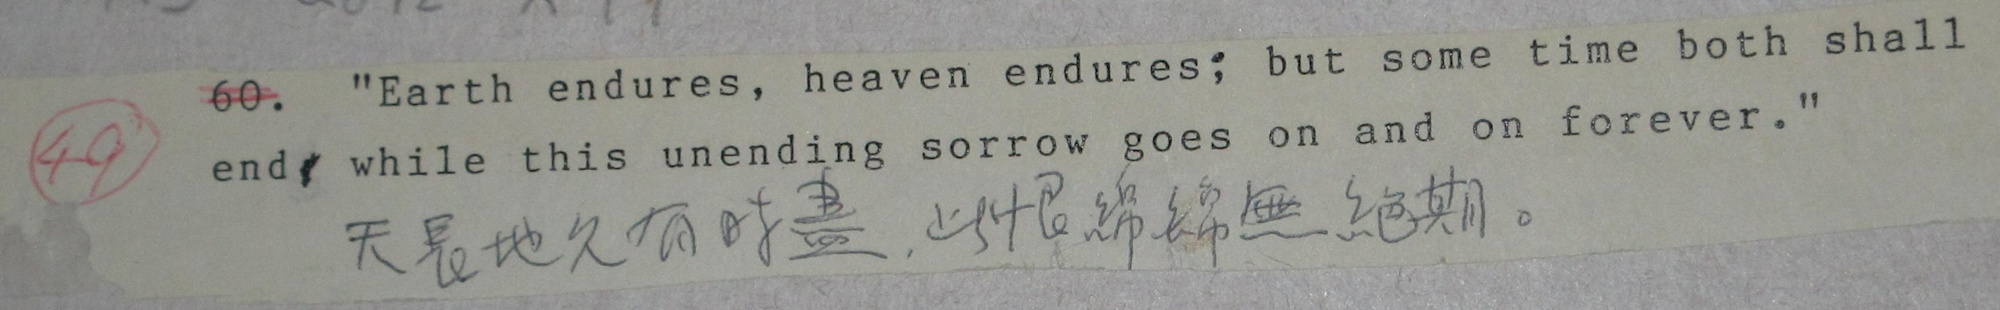 60. "Earth endures, heaven endures; but some time both shall
49
end, while this unending sorrow goes on and on forever."
天長地久有時盡,此恨綿綿無絕期。